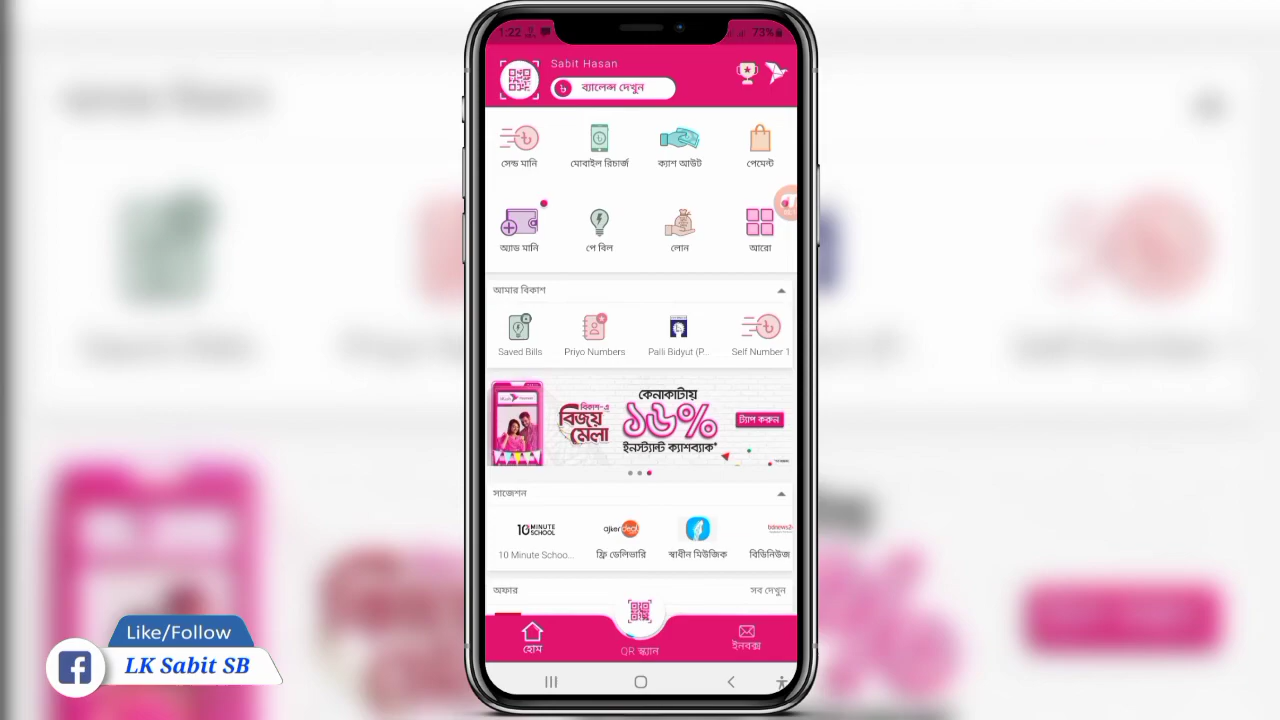 1:22
73%
Sabit Hasan
ব্যালেন্স দেখুন
সেন্ড মানি
মোবাইল রিচার্জ
ক্যাশ আউট
পেমেন্ট
অ্যাড মানি
পে বিল
লোন
আরো
আমার বিকাশ
Saved Bills
Priyo Numbers
Palli Bidyut (P...
Self Number 1
বিকাশ-এ
বিজয়
মেলা
কেনাকাটায়
১৬%
ইনস্ট্যান্ট ক্যাশব্যাক*
ট্যাপ করুন
সাজেশন
10 MINUTE
SCHOOL
ajkerdeal
bdnews24
10 Minute Schoo...
ফ্রি ডেলিভারি
স্বাধীন মিউজিক
বিডিনিউজ
অফার
সব দেখুন
হোম
QR স্ক্যান
ইনবক্স
Like/Follow
LK Sabit SB